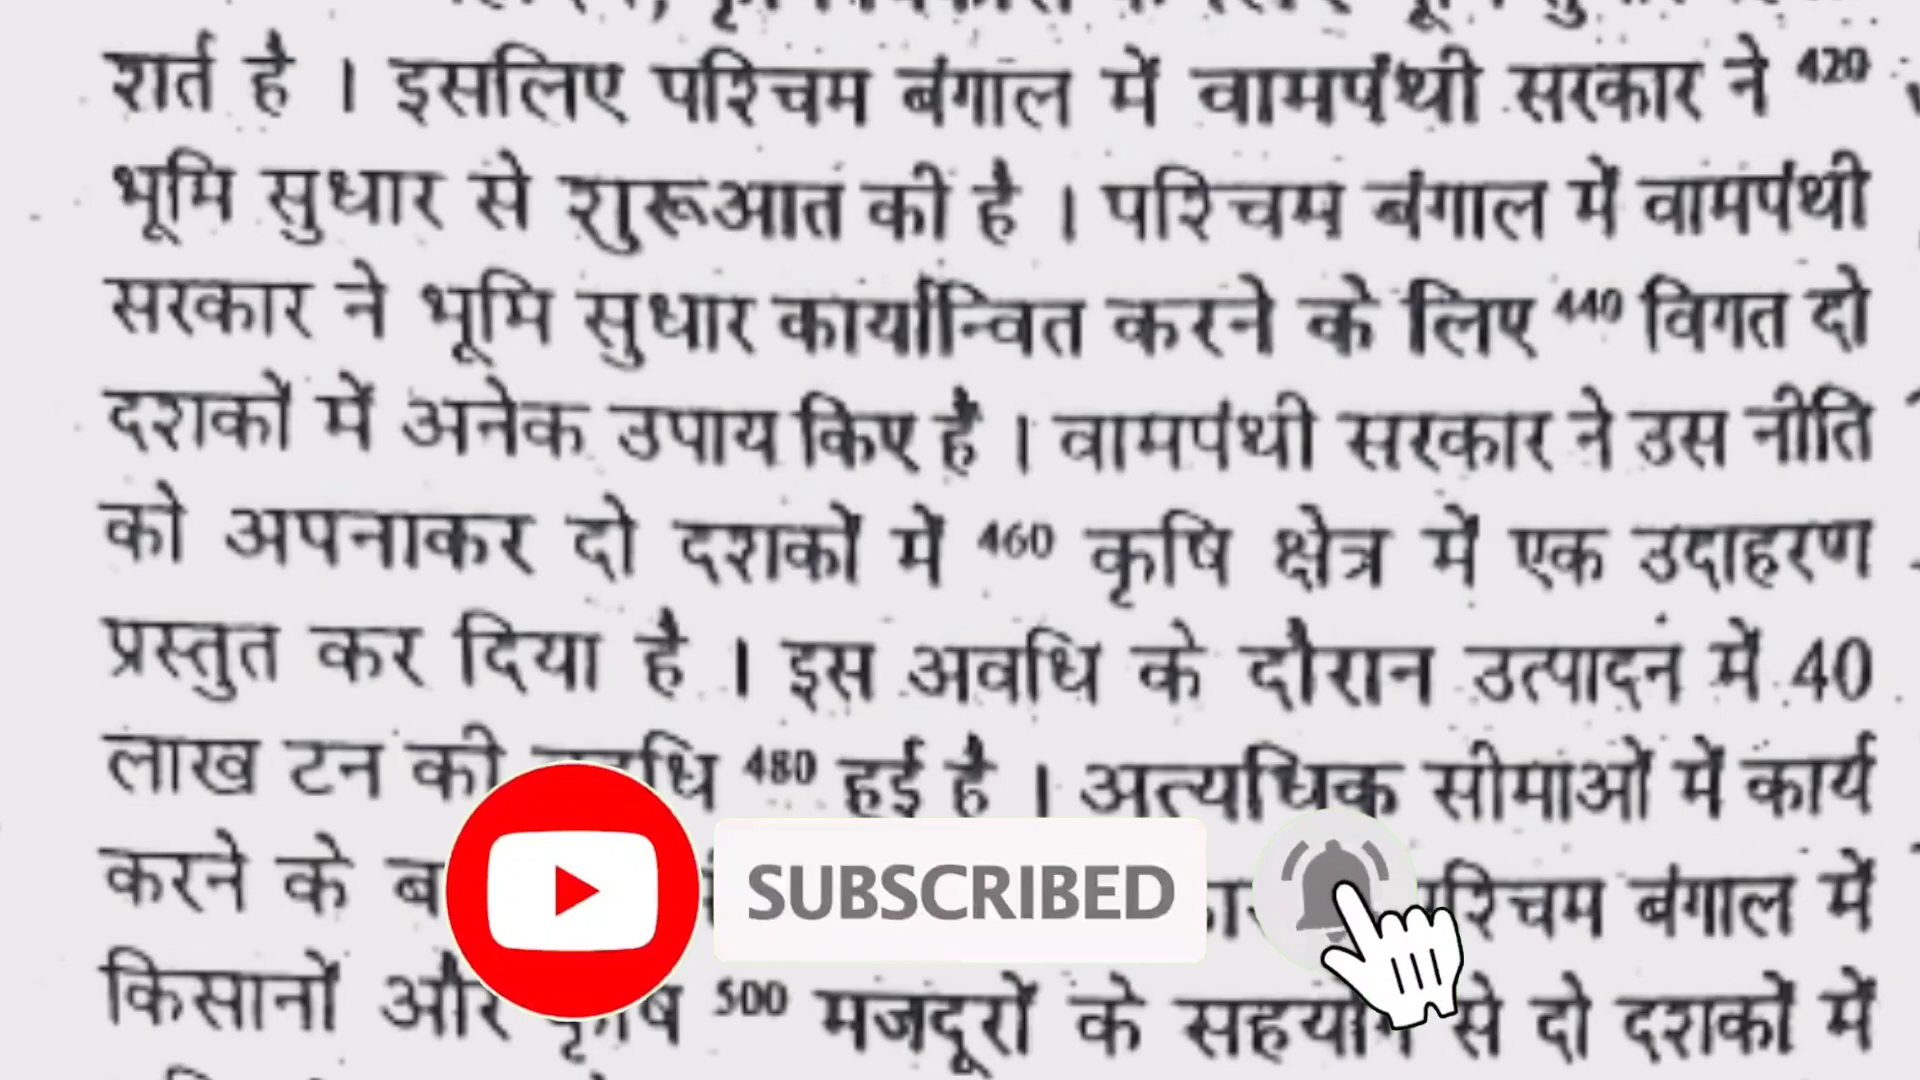 शर्त है । इसलिए पश्चिम बंगाल में वामपंथी सरकार ने 420
भूमि सुधार से शुरूआत की है । पश्चिम बंगाल में वामपंथी
सरकार ने भूमि सुधार कार्यान्वित करने के लिए 440 विगत दो
दशकों में अनेक उपाय किए है । वामपंथी सरकार ने उस नीति
को अपनाकर दो दशकों में 460 कृषि क्षेत्र में एक उदाहरण
प्रस्तुत कर दिया है । इस अवधि के दौरान उत्पादन में 40
लाख टन की 480 हुई है । अत्यधिक सीमाओं में कार्य
करने के पश्चिम बंगाल में
SUBSCRIBED
किसानों और कृषि 500 मजदूरों के सहयोग से दो दशकों में